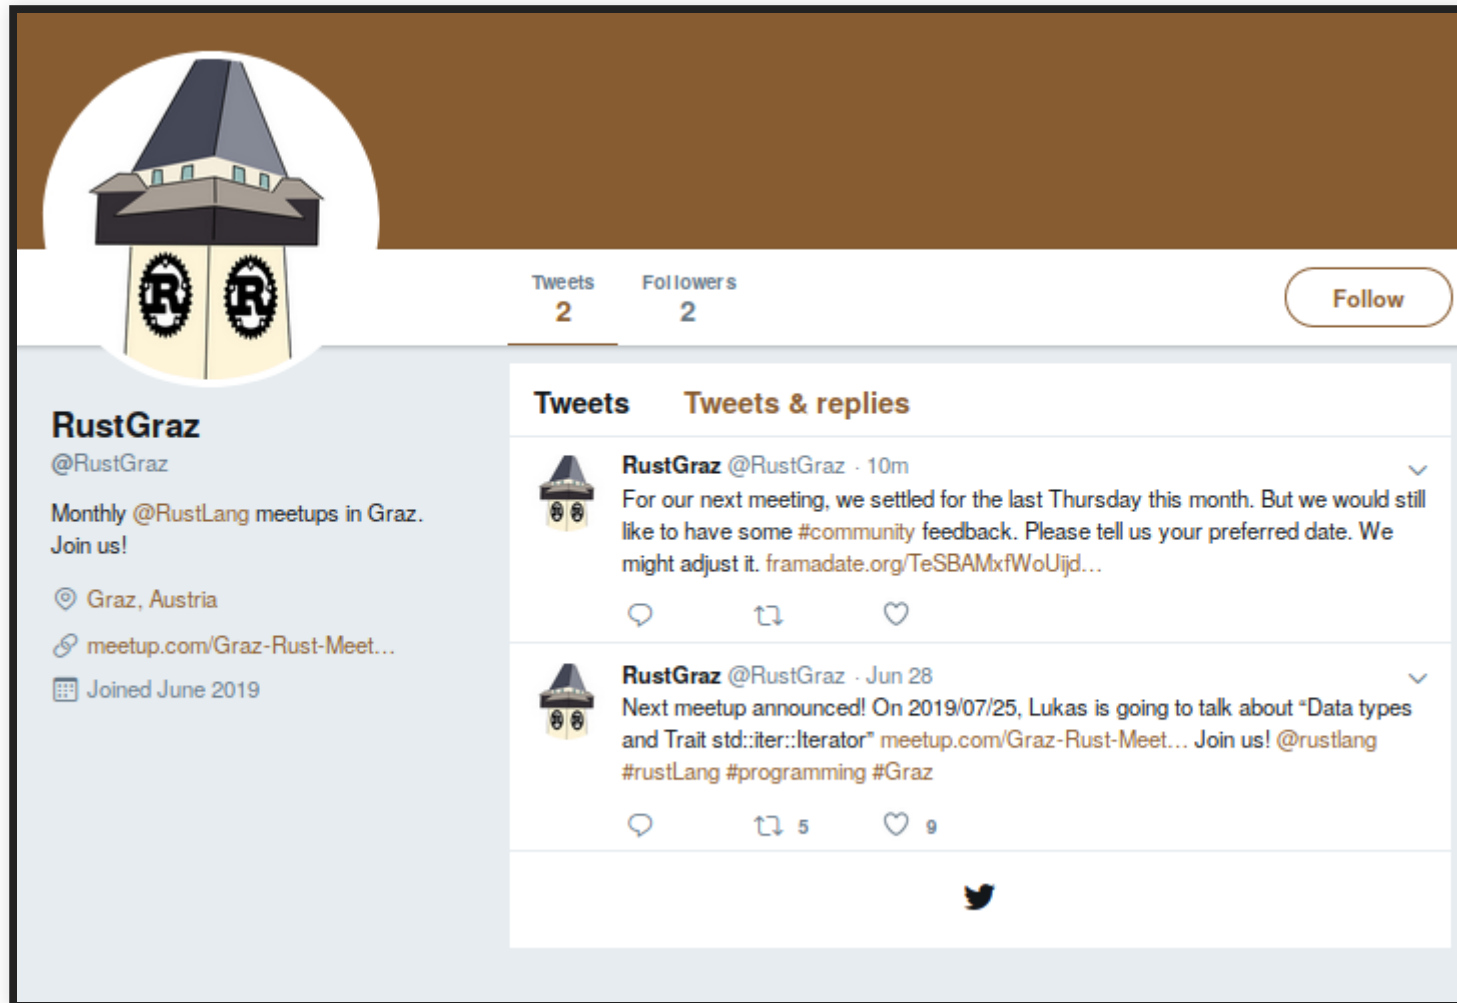 R R
Tweets Followers
2 2
Follow
RustGraz
@RustGraz
Monthly @RustLang meetups in Graz.
Join us!
Graz, Austria
meetup.com/Graz-Rust-Meet…
Joined June 2019
Tweets Tweets & replies
RustGraz @RustGraz · 10m
For our next meeting, we settled for the last Thursday this month. But we would still
like to have some #community feedback. Please tell us your preferred date. We
might adjust it. framadate.org/TeSBAMxfWoUijd…
RustGraz @RustGraz · Jun 28
Next meetup announced! On 2019/07/25, Lukas is going to talk about “Data types
and Trait std::iter::Iterator” meetup.com/Graz-Rust-Meet… Join us! @rustlang
#rustLang #programming #Graz
5 9